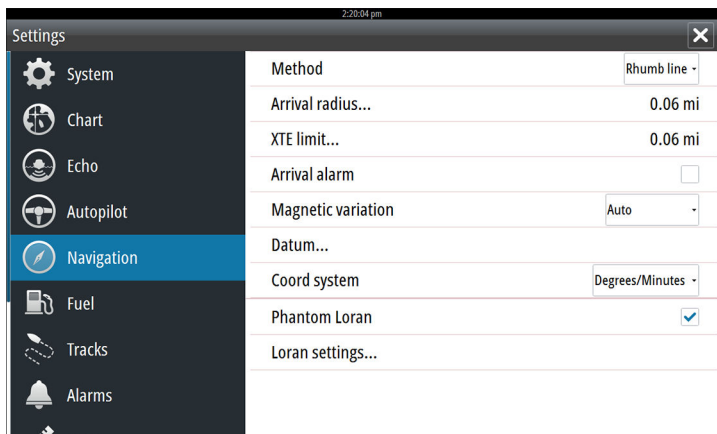 2:20:04 pm
Settings
System
Chart
Echo
Autopilot
Navigation
Fuel
Tracks
Alarms
Method Rhumb line
Arrival radius... 0.06 mi
XTE limit... 0.06 mi
Arrival alarm
Magnetic variation Auto
Datum...
Coord system Degrees/Minutes
Phantom Loran
Loran settings...